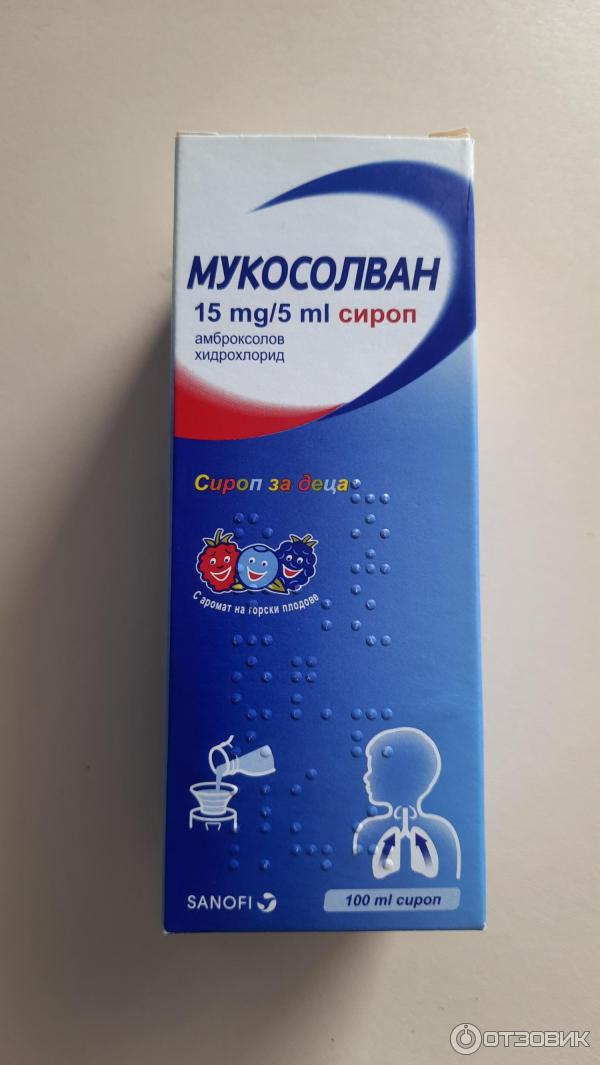 МУКОСОЛВАН
15 mg/5 ml сироп
амброксолов
хидрохлорид
Сироп за деца
С аромат на горски плодове
SANOFI
100 ml сироп
ОТЗОВИК